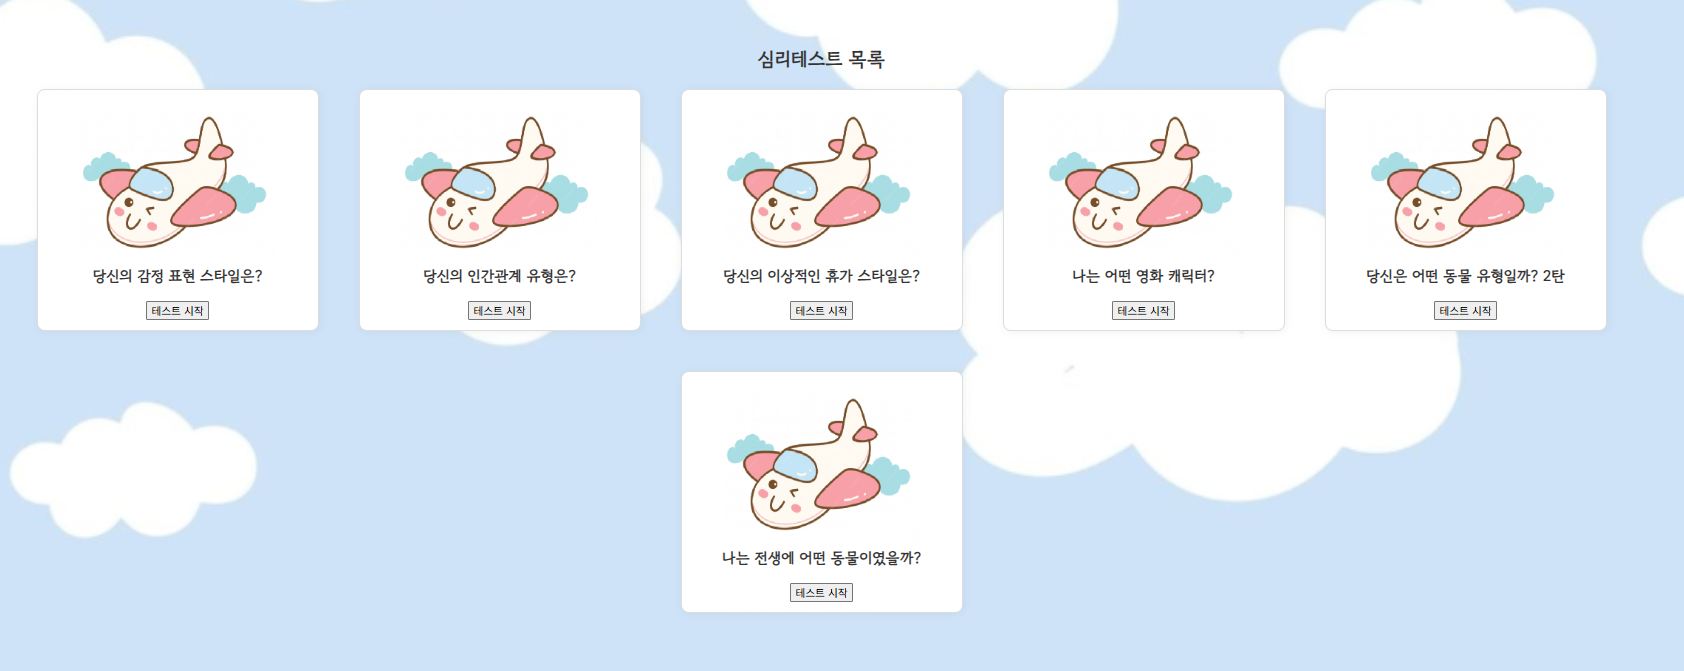 심리테스트 목록
당신의 감정 표현 스타일은?
테스트 시작
당신의 인간관계 유형은?
테스트 시작
당신의 이상적인 휴가 스타일은?
테스트 시작
나는 어떤 영화 캐릭터?
테스트 시작
당신은 어떤 동물 유형일까? 2탄
테스트 시작
나는 전생에 어떤 동물이였을까?
테스트 시작